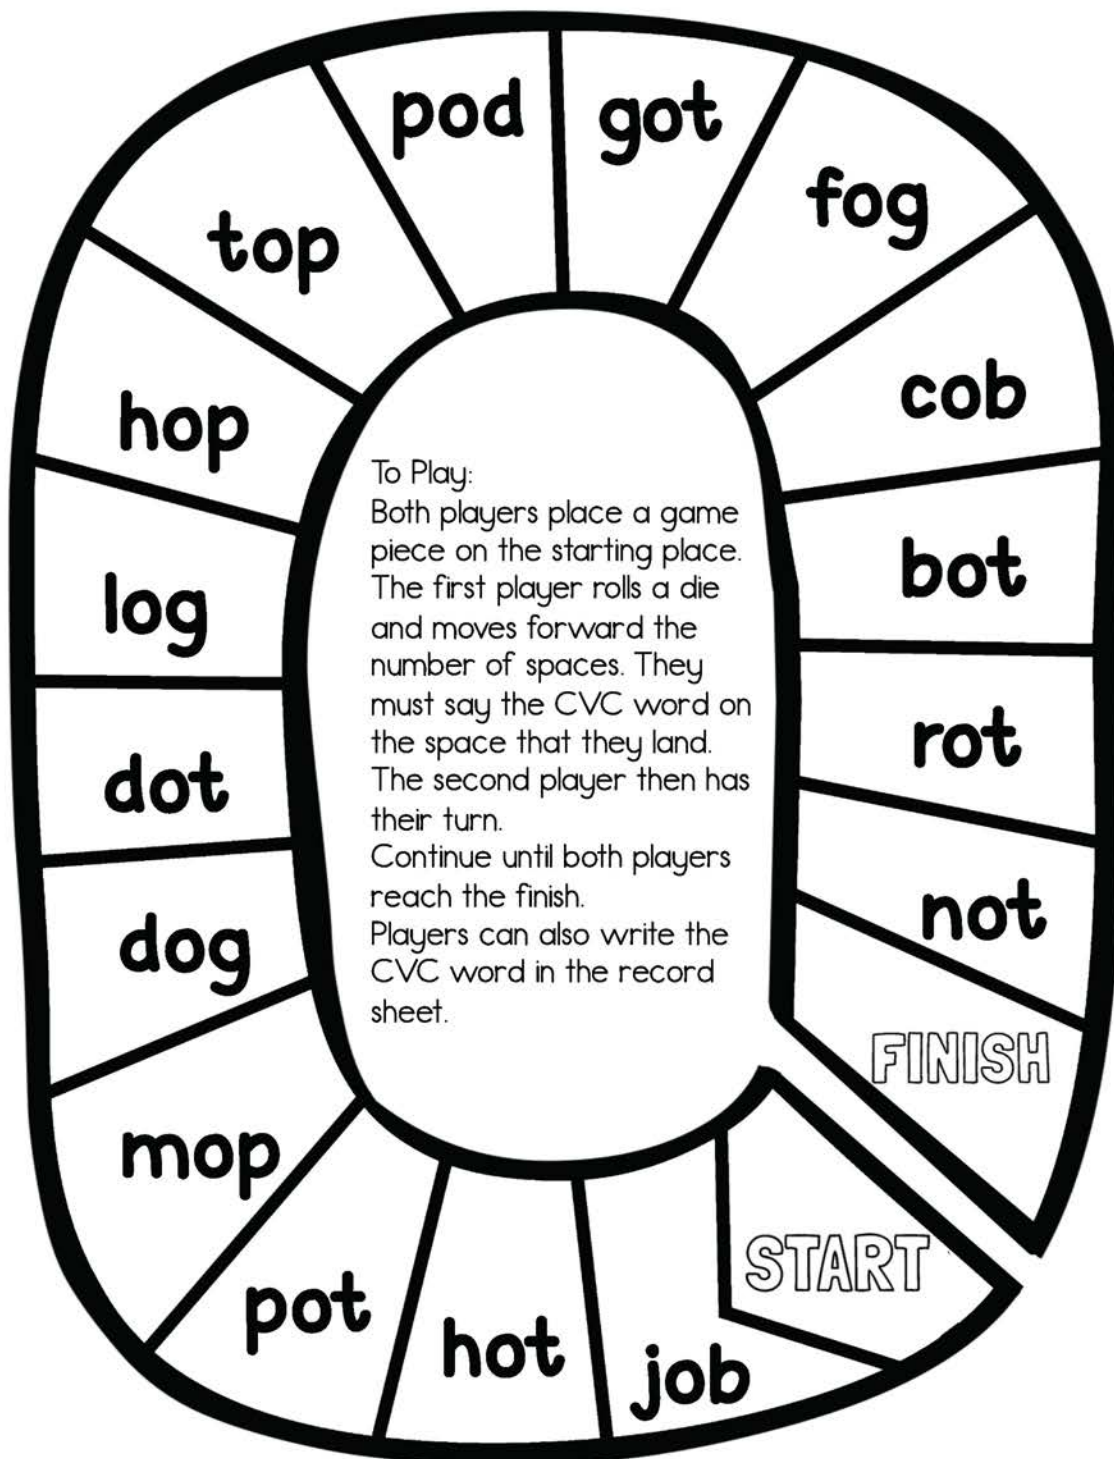 pod
got
fog
top
cob
hop
bot
log
rot
dot
not
dog
FINISH
mop
START
pot
hot
job
To Play:
Both players place a game
piece on the starting place.
The first player rolls a die
and moves forward the
number of spaces. They
must say the CVC word on
the space that they land.
The second player then has
their turn.
Continue until both players
reach the finish.
Players can also write the
CVC word in the record
sheet.